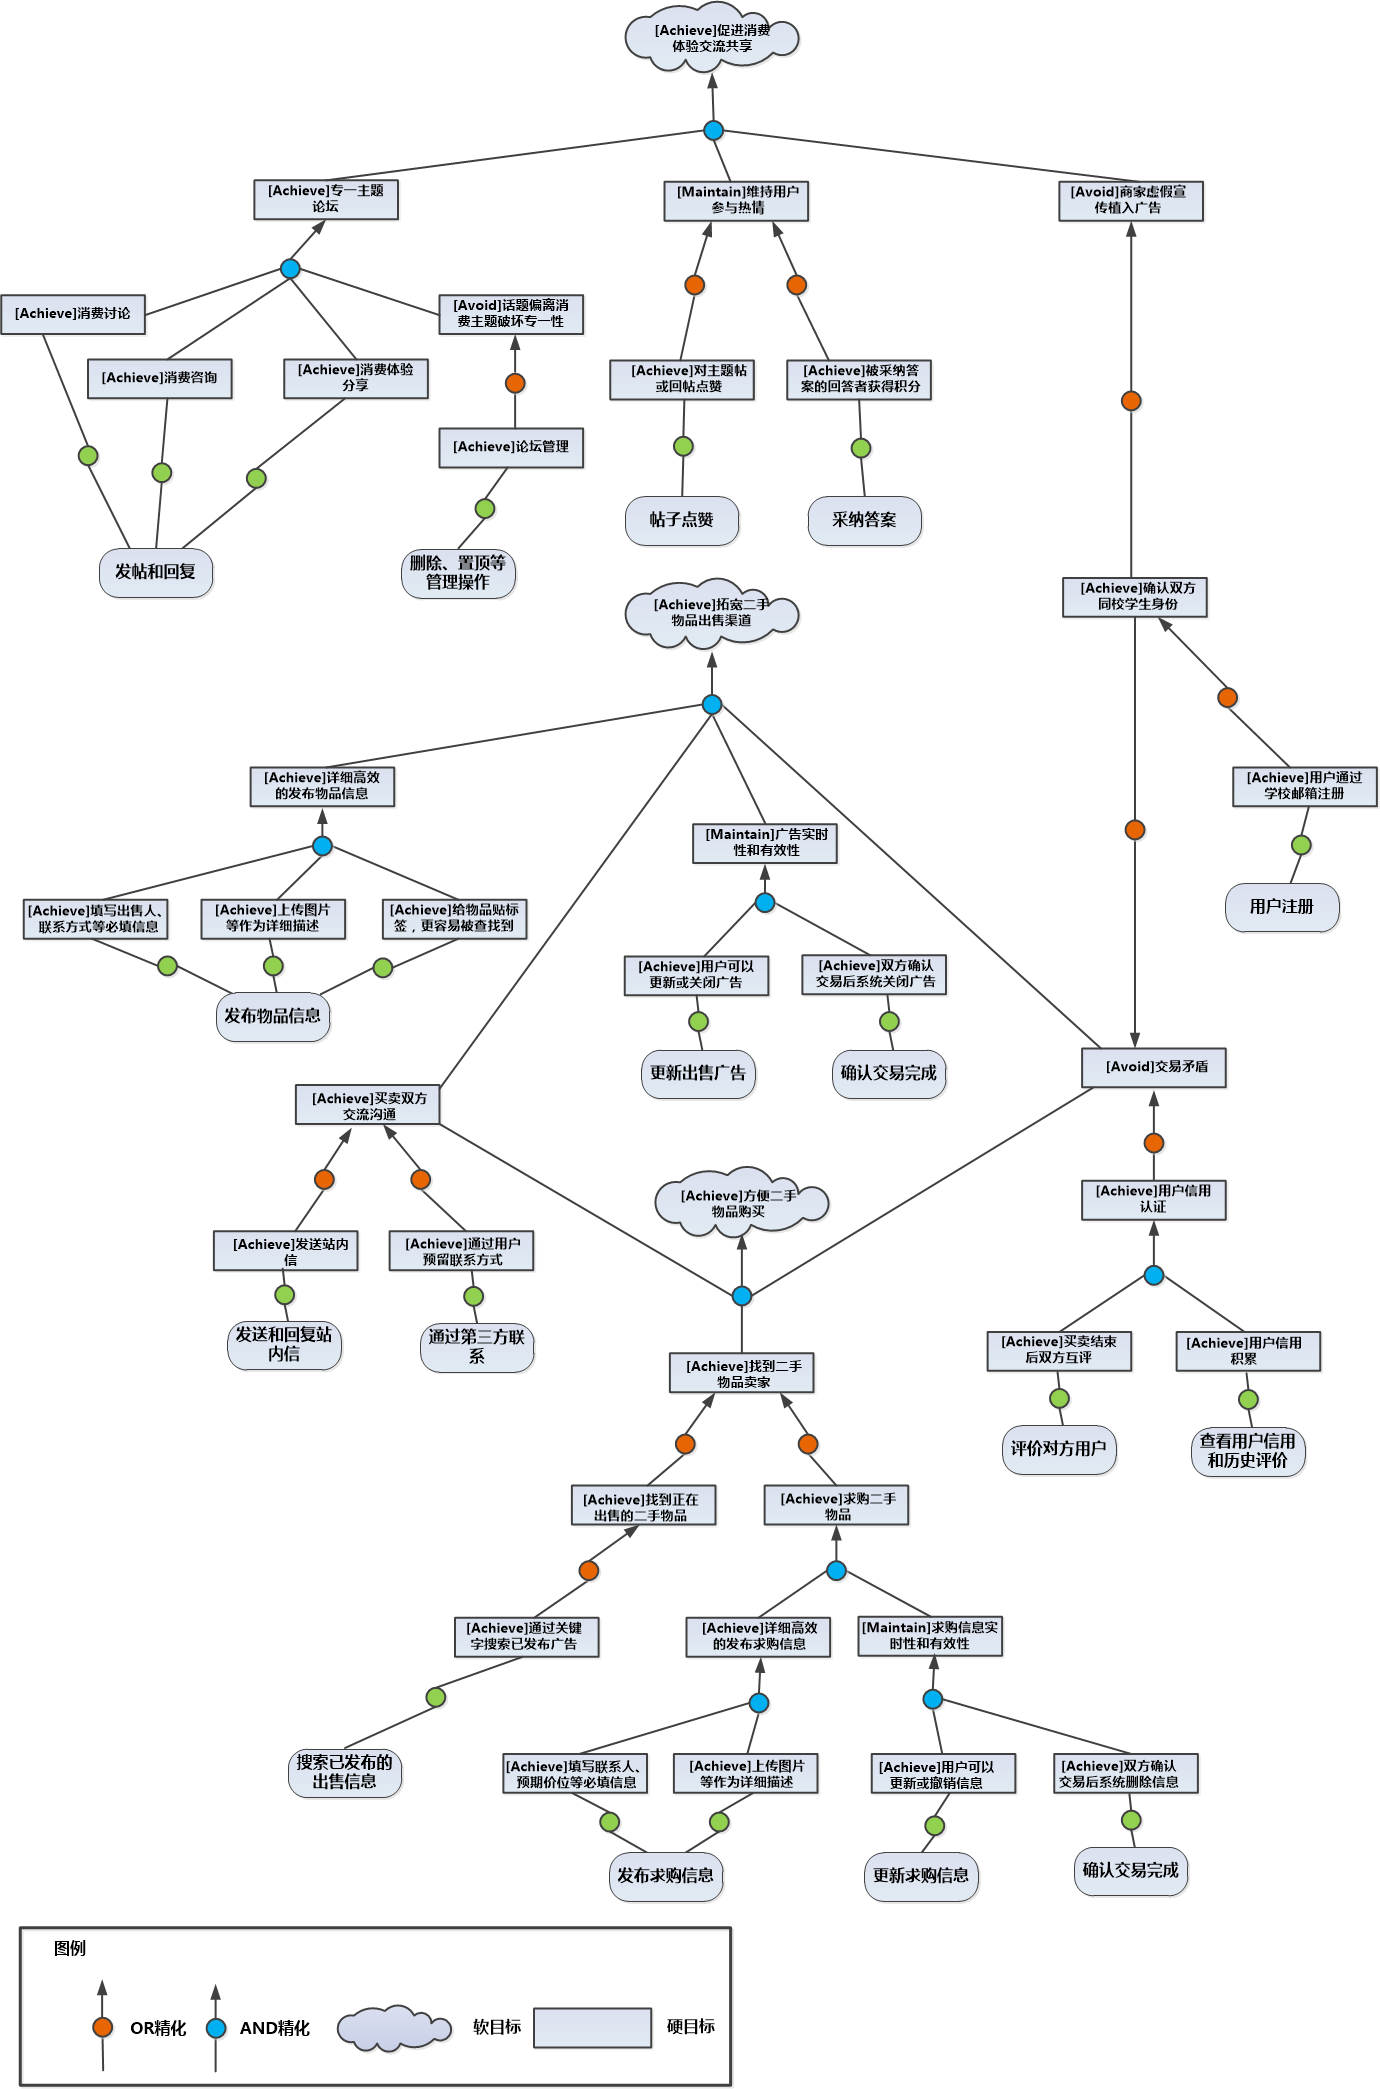 [Achieve]促进消费
体验交流共享
[Achieve]专一主题
论坛
[Maintain]维持用户
参与热情
[Avoid]商家虚假宣
传植入广告
[Achieve]消费讨论
[Avoid]话题偏离消
费主题破坏专一性
[Achieve]消费咨询
[Achieve]消费体验
分享
[Achieve]对主题帖
或回帖点赞
[Achieve]被采纳答
案的回答者获得积分
[Achieve]论坛管理
帖子点赞
采纳答案
发帖和回复
删除、置顶等
管理操作
[Achieve]确认双方
同校学生身份
[Achieve]拓宽二手
物品出售渠道
[Achieve]详细高效
的发布物品信息
[Achieve]用户通过
学校邮箱注册
[Maintain]广告实时
性和有效性
[Achieve]填写出售人、
联系方式等必填信息
[Achieve]上传图片
等作为详细描述
[Achieve]给物品贴标
签，更容易被查找到
用户注册
[Achieve]用户可以
更新或关闭广告
[Achieve]双方确认
交易后系统关闭广告
发布物品信息
更新出售广告
确认交易完成
[Avoid]交易矛盾
[Achieve]买卖双方
交流沟通
[Achieve]方便二手
物品购买
[Achieve]用户信用
认证
[Achieve]发送站内
信
[Achieve]通过用户
预留联系方式
发送和回复站
内信
通过第三方联
系
[Achieve]买卖结束
后双方互评
[Achieve]用户信用
积累
[Achieve]找到二手
物品卖家
评价对方用户
查看用户信用
和历史评价
[Achieve]找到正在
出售的二手物品
[Achieve]求购二手
物品
[Achieve]通过关键
字搜索已发布广告
[Achieve]详细高效
的发布求购信息
[Maintain]求购信息实
时性和有效性
搜索已发布的
出售信息
[Achieve]填写联系人、
预期价位等必填信息
[Achieve]上传图片
等作为详细描述
[Achieve]用户可以
更新或撤销信息
[Achieve]双方确认
交易后系统删除信息
发布求购信息
更新求购信息
确认交易完成
图例
OR精化
AND精化
软目标
硬目标